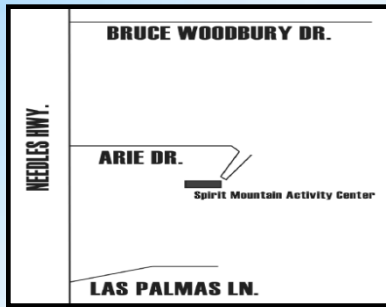 BRUCE WOODBURY DR.
NEEDLES HWY.
ARIE DR.
Spirit Mountain Activity Center
LAS PALMAS LN.